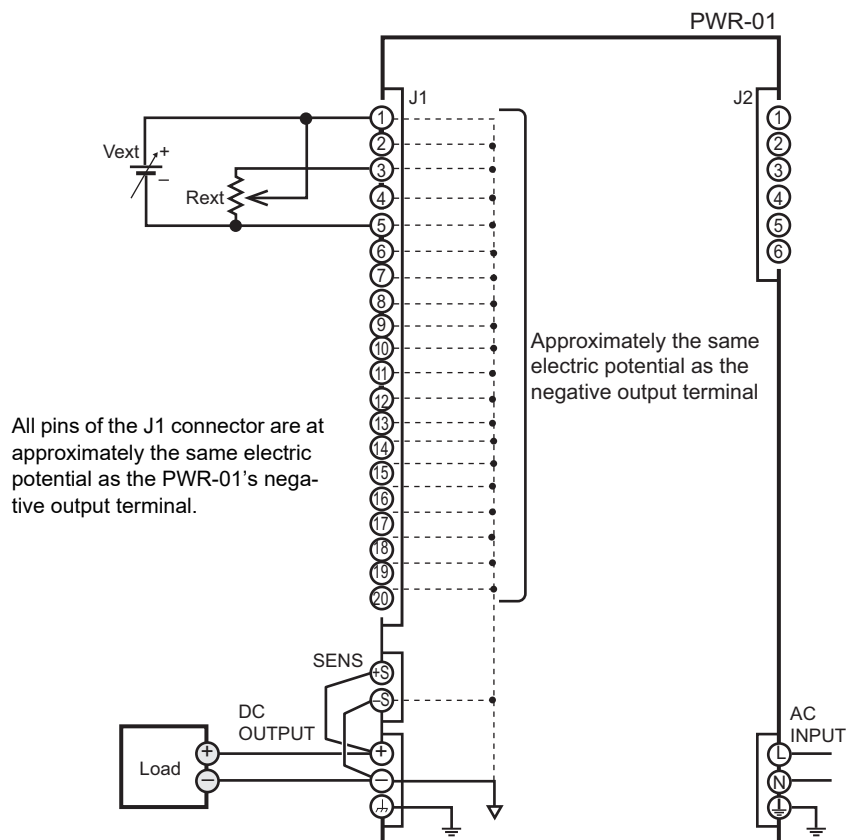 PWR-01
J1
J2
1
2
3
4
5
6
7
8
9
10
11
12
13
14
15
16
17
18
19
20
1
2
3
4
5
6
Vext
+
–
Rext
Approximately the same
electric potential as the
negative output terminal
All pins of the J1 connector are at
approximately the same electric
potential as the PWR-01’s nega-
tive output terminal.
SENS
+S
–S
DC
OUTPUT
+
–
Load
+
–
AC
INPUT
L
N